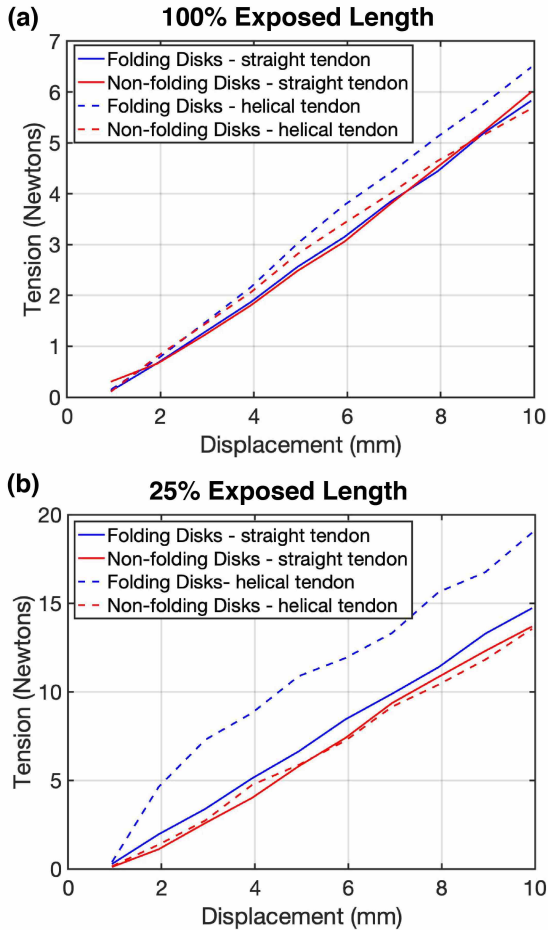 (a)
100% Exposed Length
7
6
5
4
3
2
1
0
Tension (Newtons)
Folding Disks - straight tendon
Non-folding Disks - straight tendon
Folding Disks - helical tendon
Non-folding Disks - helical tendon
0 2 4 6 8 10
Displacement (mm)
(b)
25% Exposed Length
20
15
10
5
0
Tension (Newtons)
Folding Disks - straight tendon
Non-folding Disks - straight tendon
Folding Disks- helical tendon
Non-folding Disks - helical tendon
0 2 4 6 8 10
Displacement (mm)